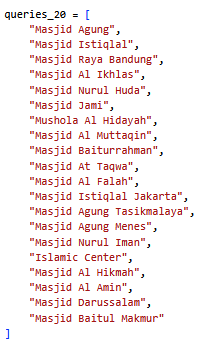 queries_20 = [
    "Masjid Agung",
    "Masjid Istiqlal",
    "Masjid Raya Bandung",
    "Masjid Al Ikhlas",
    "Masjid Nurul Huda",
    "Masjid Jami",
    "Mushola Al Hidayah",
    "Masjid Al Muttaqin",
    "Masjid Baiturrahman",
    "Masjid At Taqwa",
    "Masjid Al Falah",
    "Masjid Istiqlal Jakarta",
    "Masjid Agung Tasikmalaya",
    "Masjid Agung Menes",
    "Masjid Nurul Iman",
    "Islamic Center",
    "Masjid Al Hikmah",
    "Masjid Al Amin",
    "Masjid Darussalam",
    "Masjid Baitul Makmur"
]